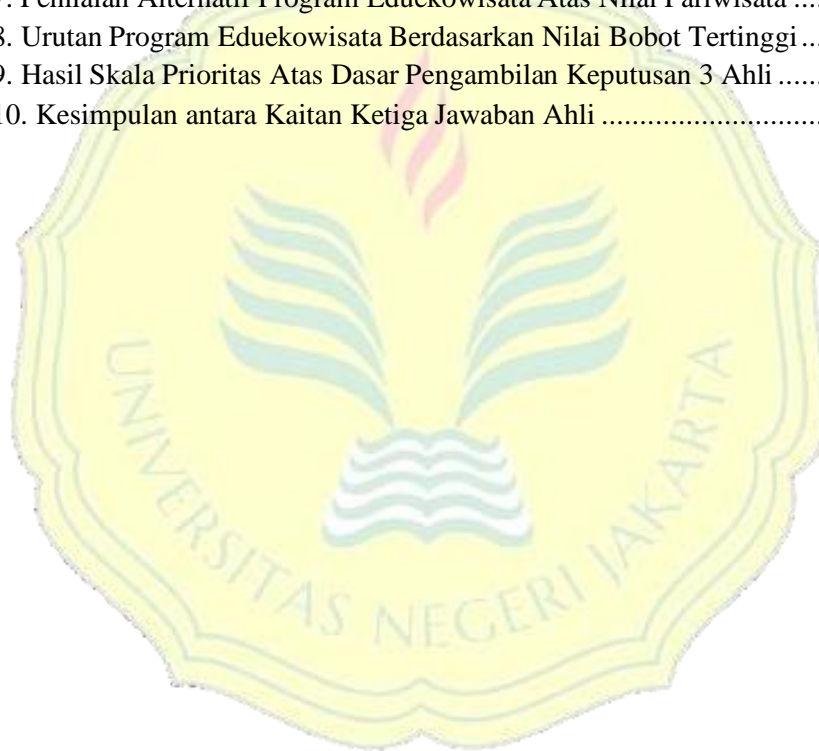 7. Penilaian Alternatif Program Eduekowisata Atas Nilai Pariwisata ...
8. Urutan Program Eduekowisata Berdasarkan Nilai Bobot Tertinggi ...
9. Hasil Skala Prioritas Atas Dasar Pengambilan Keputusan 3 Ahli ......
10. Kesimpulan antara Kaitan Ketiga Jawaban Ahli .............................
UNIVERSITAS NEGERI JAKARTA